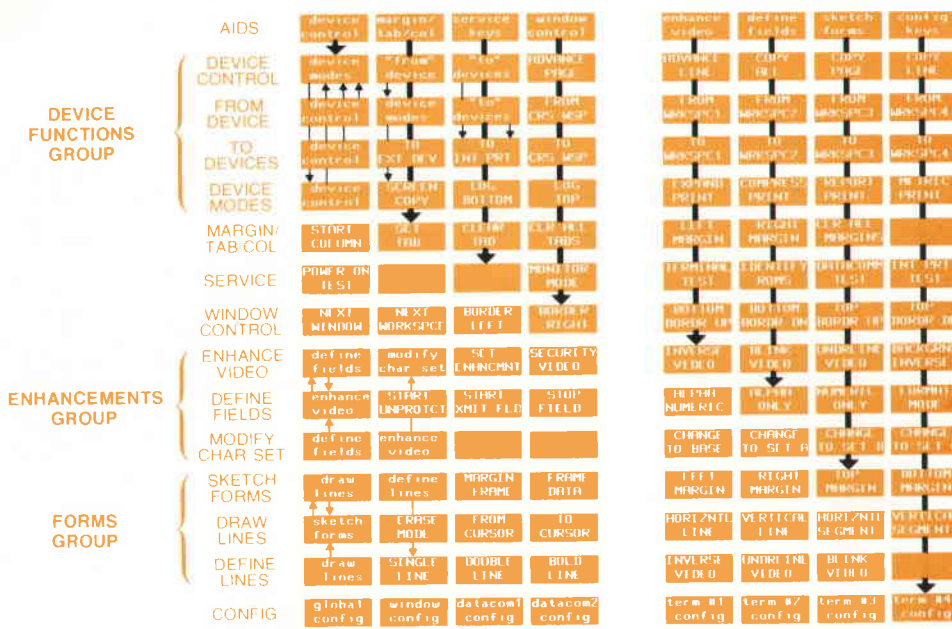 AIDS
device control
margin/ tab/col
service keys
window control
enhance video
define fields
sketch forms
config keys
DEVICE FUNCTIONS GROUP
DEVICE CONTROL
device modes
"from" device
"to" devices
ADVANCE PAGE
ADVANCE LINE
COPY ALL
COPY PAGE
COPY LINE
FROM DEVICE
device control
device modes
"to" devices
FROM CRS WSP
FROM WRKSPC1
FROM WRKSPC2
FROM WRKSPC3
FROM WRKSPC4
TO DEVICES
device control
TO EXT DEV
TO INT PRT
TO CRS WSP
TO WRKSPC1
TO WRKSPC2
TO WRKSPC3
TO WRKSPC4
DEVICE MODES
device control
SCREEN COPY
LOG BOTTOM
LOG TOP
EXPAND PRINT
COMPRESS PRINT
REPORT PRINT
METRIC PRINT
MARGIN/ TAB/COL
START COLUMN
SET TAB
CLEAR TAB
CLR ALL TABS
LEFT MARGIN
RIGHT MARGIN
CLR ALL MARGINS
SERVICE
POWER ON TEST
MONITOR MODE
TERMINAL TEST
IDENTIFY ROMS
DATACOMM TEST
INT PRT TEST
WINDOW CONTROL
NEXT WINDOW
NEXT WORKSPCE
BORDER LEFT
BORDER RIGHT
BOTTOM BORDR UP
BOTTOM BORDR DN
TOP BORDR UP
TOP BORDR DN
ENHANCEMENTS GROUP
ENHANCE VIDEO
define fields
modify char set
SET ENHNCMNT
SECURITY VIDEO
INVERSE VIDEO
BLINK VIDEO
UNDRLINE VIDEO
BACKGRND INVERSE
DEFINE FIELDS
enhance video
START UNPROTCT
START XMIT FLD
STOP FIELD
ALPHA NUMERIC
ALPHA ONLY
NUMERIC ONLY
FORMAT MODE
MODIFY CHAR SET
define fields
enhance video
CHANGE TO BASE
CHANGE TO SET A
CHANGE TO SET B
CHANGE TO SET
FORMS GROUP
SKETCH FORMS
draw lines
define lines
MARGIN FRAME
FRAME DATA
LEFT MARGIN
RIGHT MARGIN
TOP MARGIN
BOTTOM MARGIN
DRAW LINES
sketch forms
ERASE MODE
FROM CURSOR
TO CURSOR
HORIZNTL LINE
VERTICAL LINE
HORIZNTL SEGMENT
VERTICAL SEGMENT
DEFINE LINES
draw lines
SINGLE LINE
DOUBLE LINE
BOLD LINE
INVERSE VIDEO
UNDRLINE VIDEO
BLINK VIDEO
CONFIG
global config
window config
datacom1 config
datacom2 config
term #1 config
term #2 config
term #3 config
term #4 config